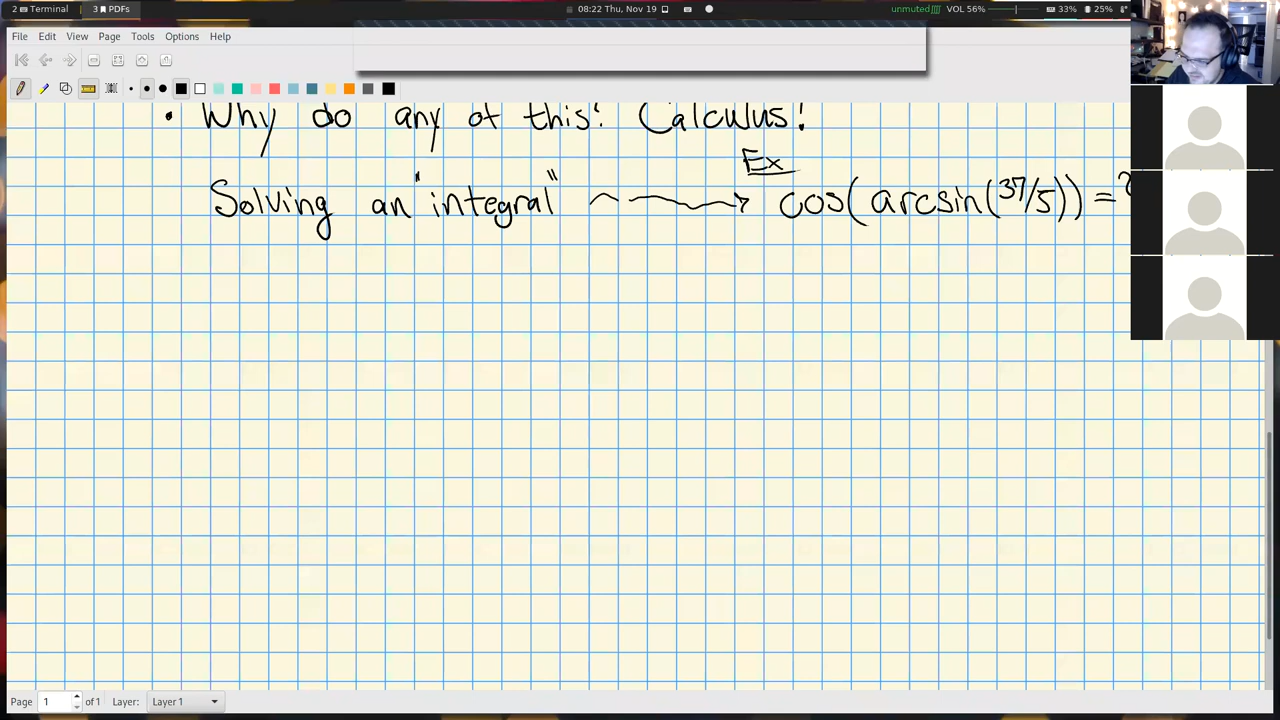 2 Terminal 3 PDFs 08:22 Thu, Nov 19 unmuted VOL 56% 33% 25%
File Edit View Page Tools Options Help
• Why do any of this? Calculus!
Ex
Solving an "integral" cos(arcsin(37/5)) =
Page 1 of 1 Layer: Layer 1